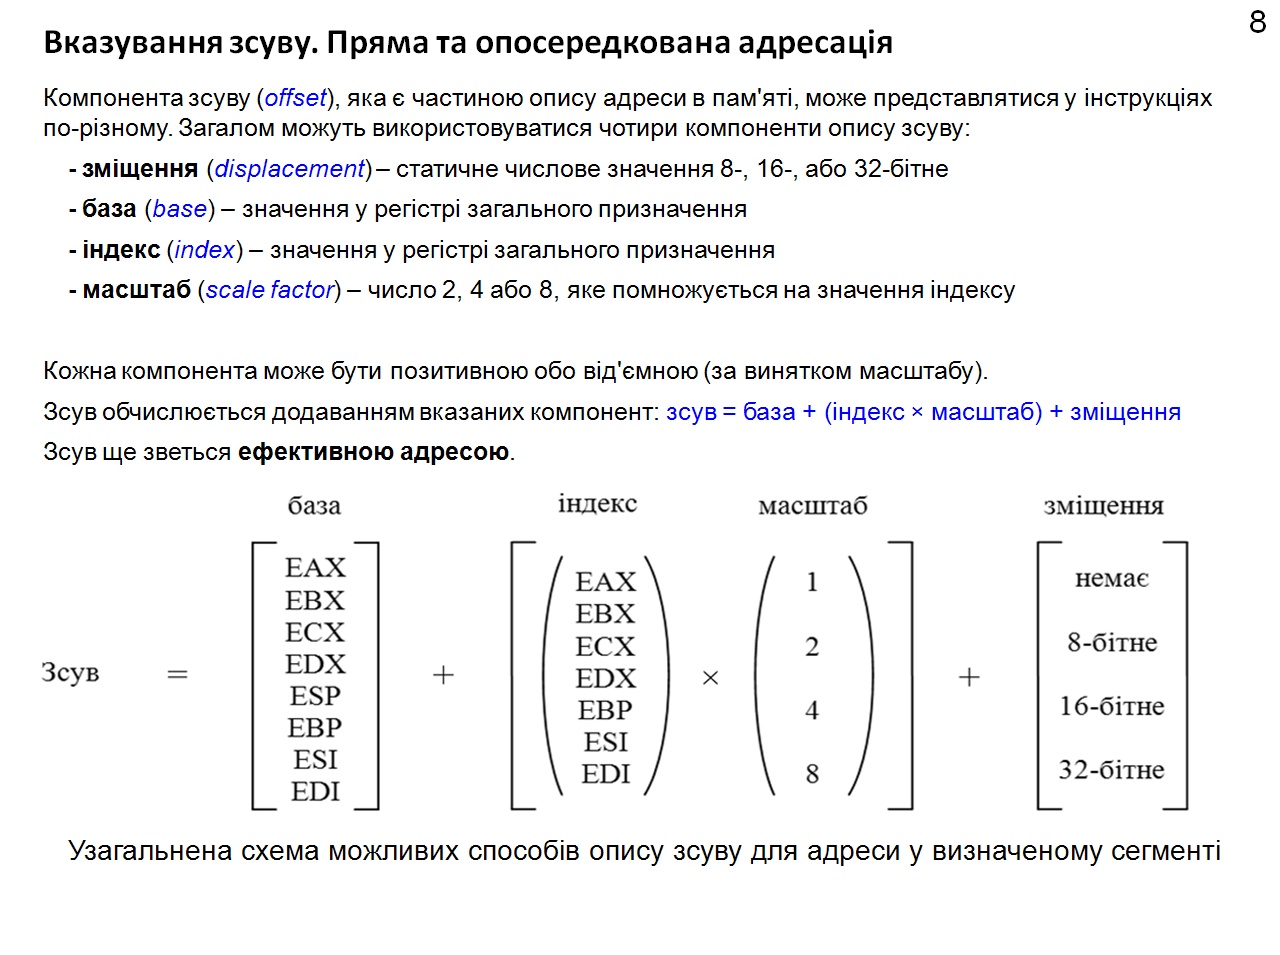 8
Вказування зсуву. Пряма та опосередкована адресація
Компонента зсуву (offset), яка є частиною опису адреси в пам'яті, може представлятися у інструкціях
по-різному. Загалом можуть використовуватися чотири компоненти опису зсуву:
- зміщення (displacement) – статичне числове значення 8-, 16-, або 32-бітне
- база (base) – значення у регістрі загального призначення
- індекс (index) – значення у регістрі загального призначення
- масштаб (scale factor) – число 2, 4 або 8, яке помножується на значення індексу
Кожна компонента може бути позитивною обо від'ємною (за винятком масштабу).
Зсув обчислюється додаванням вказаних компонент: зсув = база + (індекс × масштаб) + зміщення
Зсув ще зветься ефективною адресою.
база індекс масштаб зміщення
Зсув =
EAX
EBX
ECX
EDX
ESP
EBP
ESI
EDI
+
EAX
EBX
ECX
EDX
EBP
ESI
EDI
×
1
2
4
8
+
немає
8-бітне
16-бітне
32-бітне
Узагальнена схема можливих способів опису зсуву для адреси у визначеному сегменті